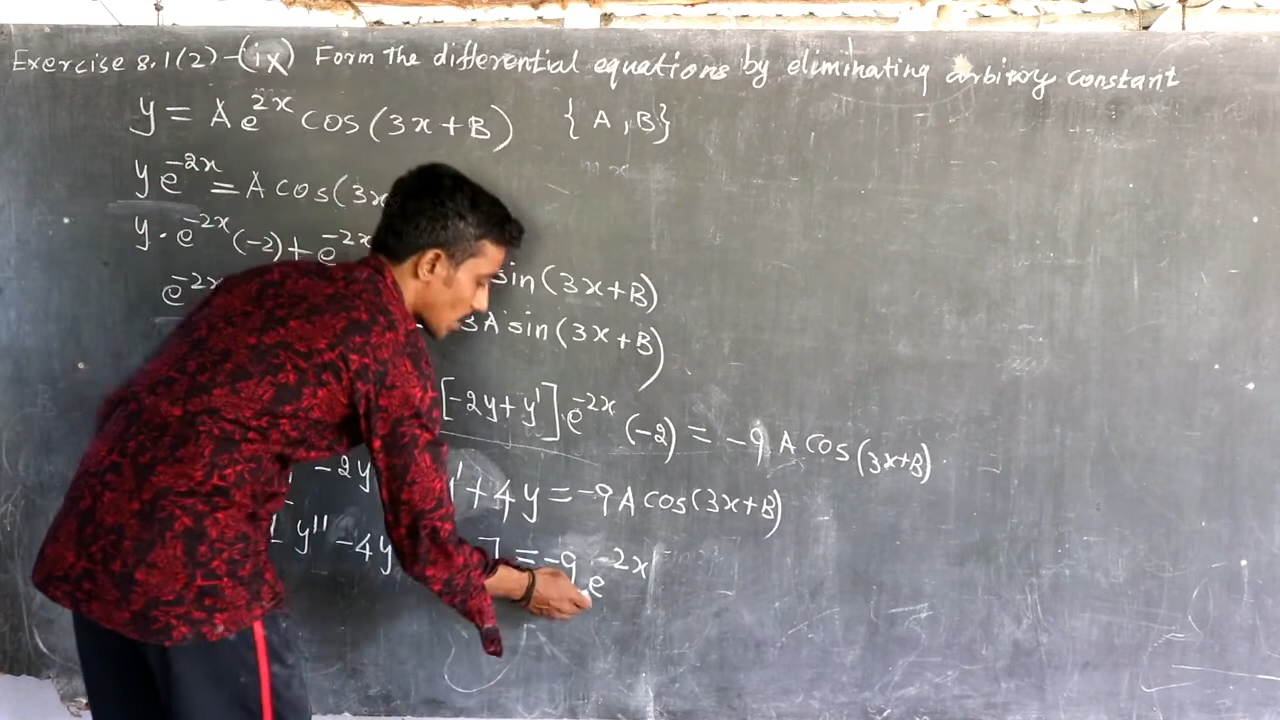 Exercise 8.1(2)-(ix) Form the differential equations by eliminating arbitrary constant
y = A e^{2x} cos(3x+B) {A, B}
y e^{-2x} = A cos(3x
y · e^{-2x} (-2) + e^{-2x}
e^{-2x} sin(3x+B)
3A sin(3x+B)
[-2y + y'] e^{-2x} (-2) = -9 A cos(3x+B)
-2y ' + 4y = -9A cos(3x+B)
y'' - 4y ] = -9 e^{-2x}